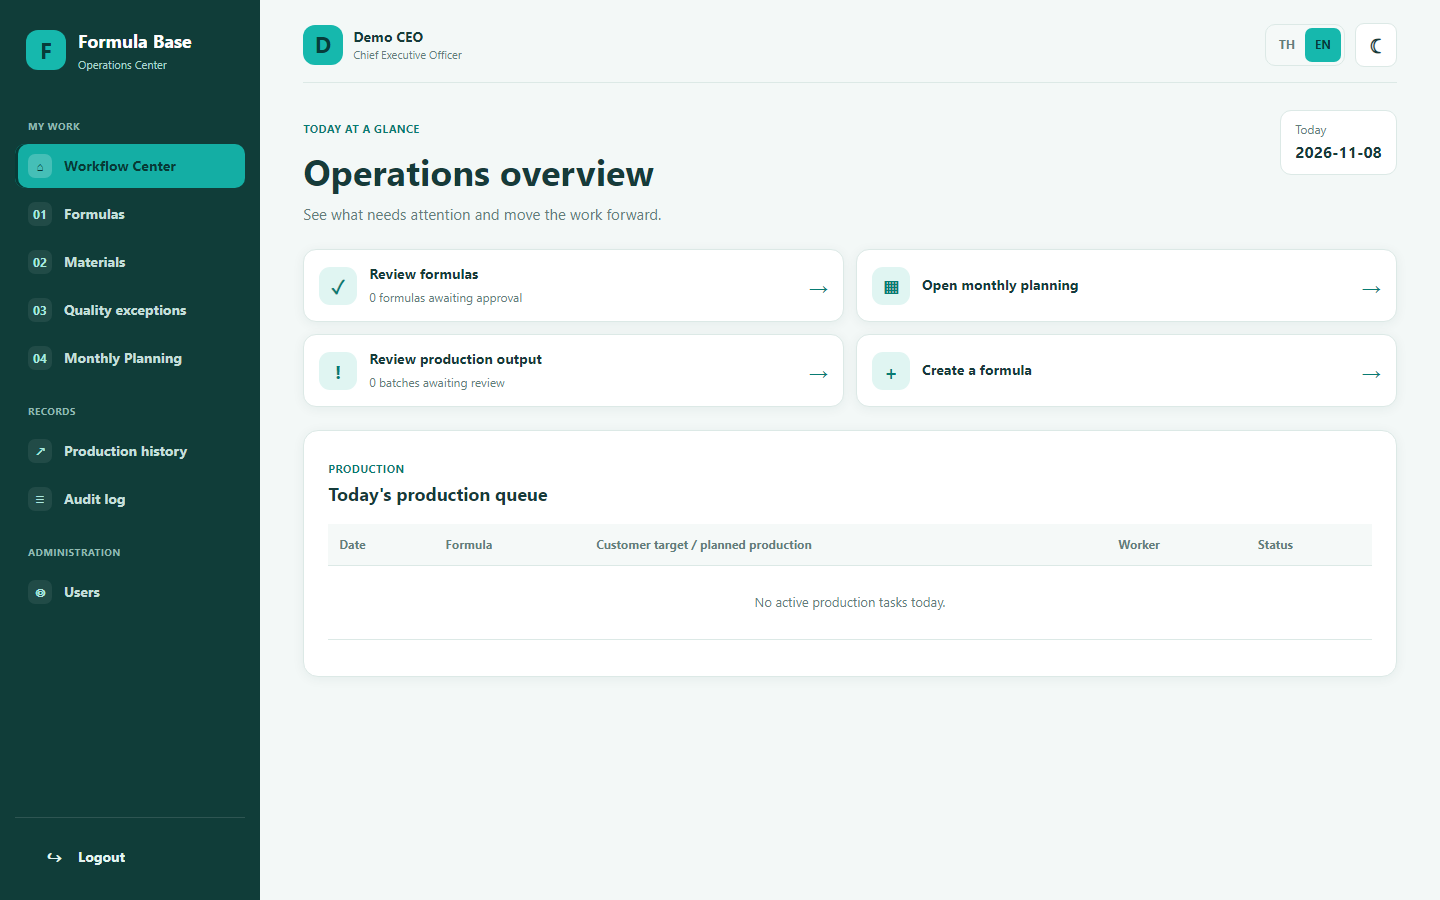 F
Formula Base
Operations Center
MY WORK
Workflow Center
01 Formulas
02 Materials
03 Quality exceptions
04 Monthly Planning
RECORDS
Production history
Audit log
ADMINISTRATION
Users
Logout
D
Demo CEO
Chief Executive Officer
TH EN
TODAY AT A GLANCE
Operations overview
See what needs attention and move the work forward.
Today
2026-11-08
Review formulas
0 formulas awaiting approval
Open monthly planning
Review production output
0 batches awaiting review
Create a formula
PRODUCTION
Today's production queue
Date Formula Customer target / planned production Worker Status
No active production tasks today.